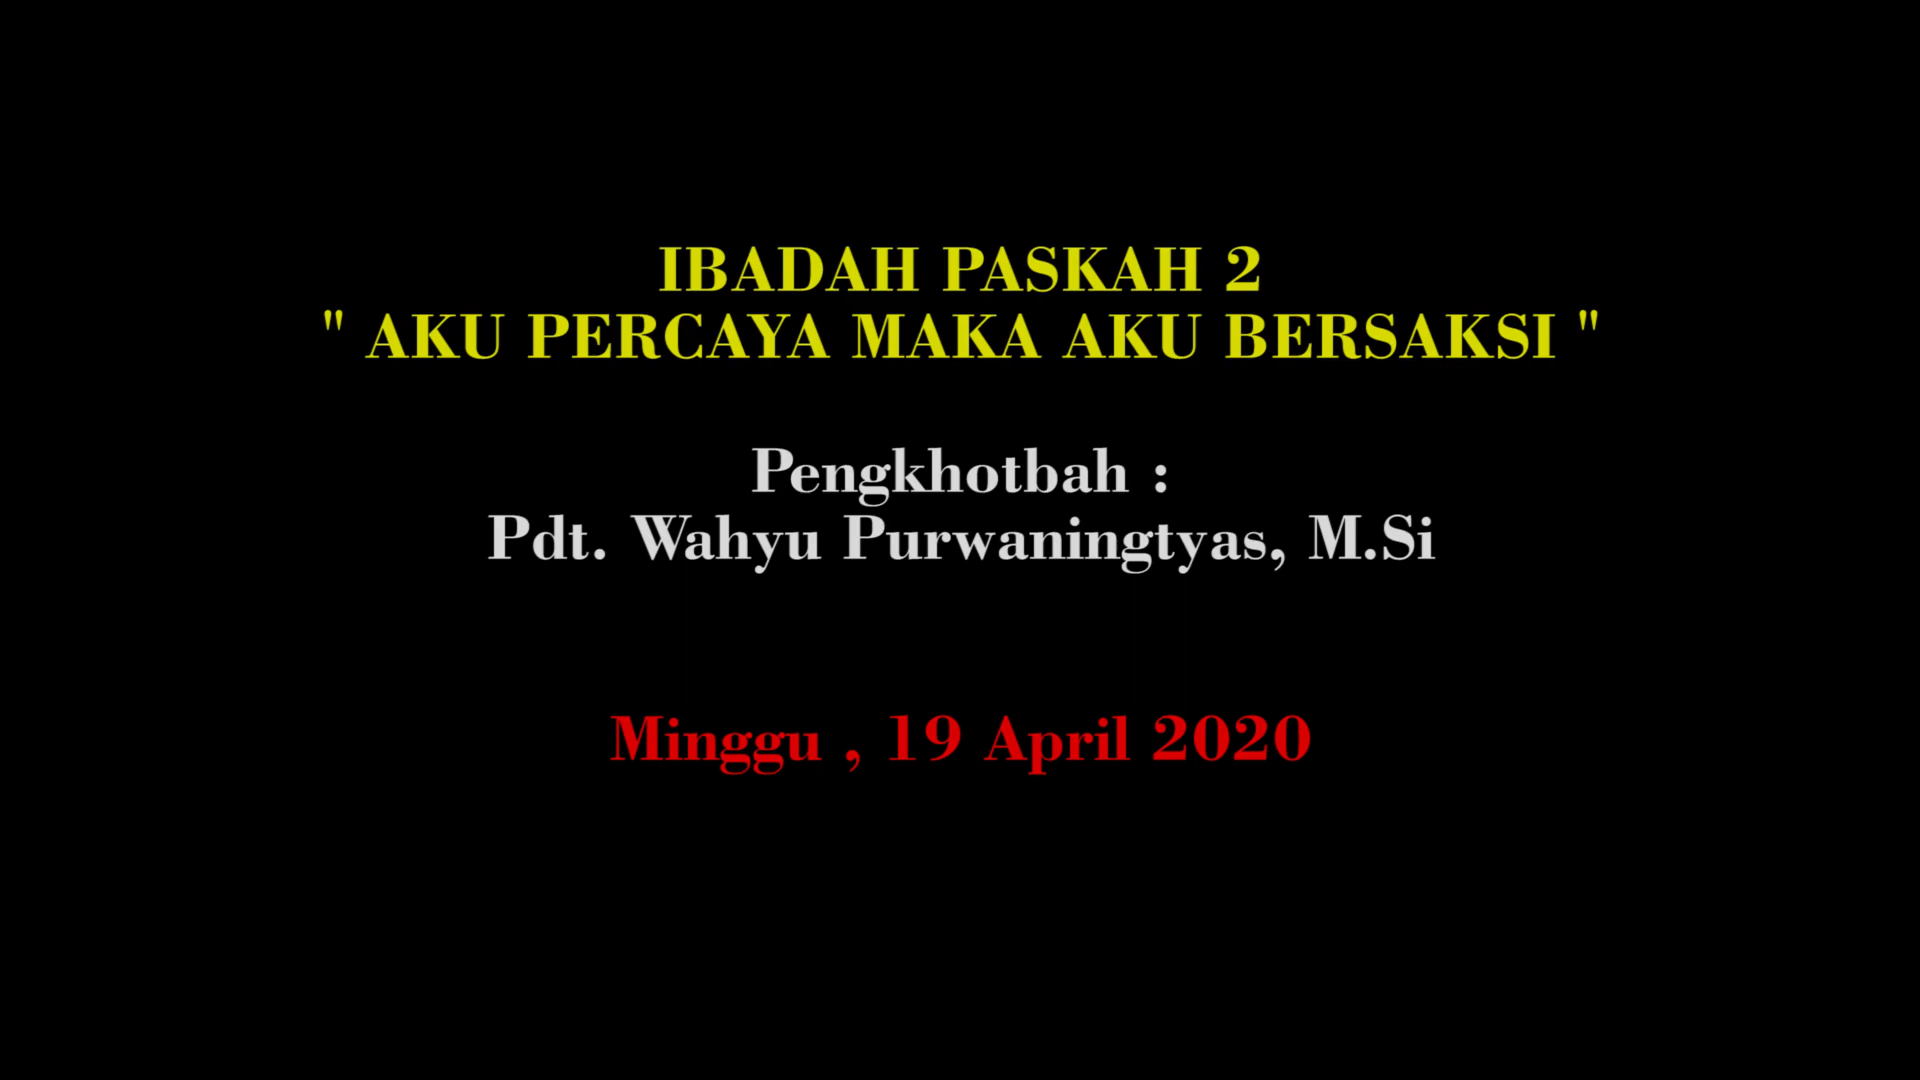 IBADAH PASKAH 2
" AKU PERCAYA MAKA AKU BERSAKSI "
Pengkhotbah :
Pdt. Wahyu Purwaningtyas, M.Si
Minggu , 19 April 2020